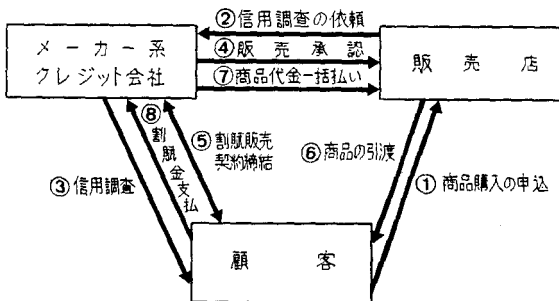 ②信用調査の依頼
メーカー系
クレジット会社
④販売承認
⑦商品代金一括払い
販売店
⑧割賦金支払
⑤割賦販売
契約締結
⑥商品の引渡
③信用調査
①商品購入の申込
顧客